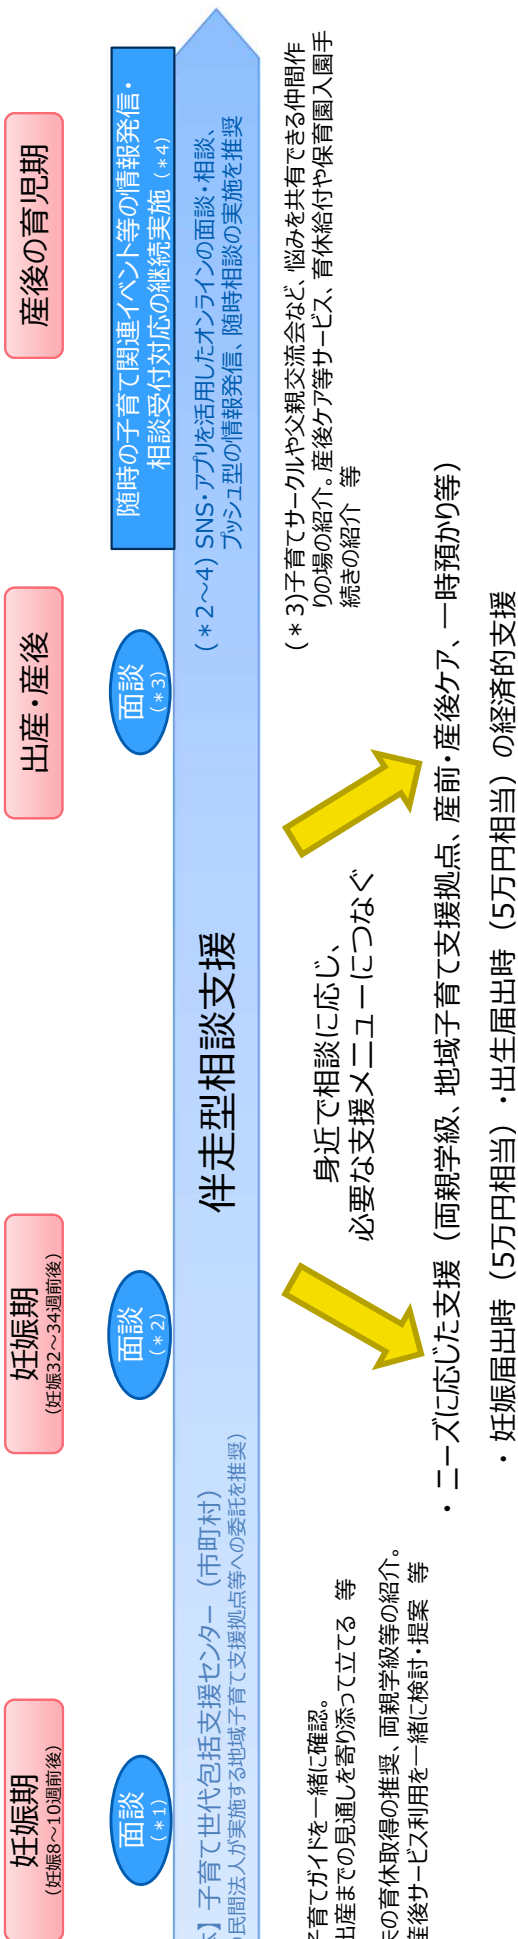 妊娠期
(妊娠8～10週前後)
妊娠期
(妊娠32～34週前後)
出産・産後
産後の育児期
面談
(*1)
面談
(*2)
面談
(*3)
随時の子育て関連イベント等の情報発信・
相談受付対応の継続実施 (*4)
】子育て世代包括支援センター (市町村)
民間法人が実施する地域子育て支援拠点等への委託を推奨)
伴走型相談支援
(*2～4) SNS・アプリを活用したオンラインの面談・相談、
プッシュ型の情報発信、随時相談の実施を推奨
子育てガイドを一緒に確認。
出産までの見通しを寄り添って立てる 等
の育休取得の推奨、両親学級等の紹介。
産後サービス利用を一緒に検討・提案 等
身近で相談に応じ、
必要な支援メニューにつなぐ
(*3)子育てサークルや父親交流会など、悩みを共有できる仲間作
りの場の紹介。産後ケア等サービス、育休給付や保育園入園手
続きの紹介 等
・ ニーズに応じた支援 (両親学級、地域子育て支援拠点、産前・産後ケア、一時預かり等)
・ 妊娠届出時 (5万円相当) ・出生届出時 (5万円相当) の経済的支援